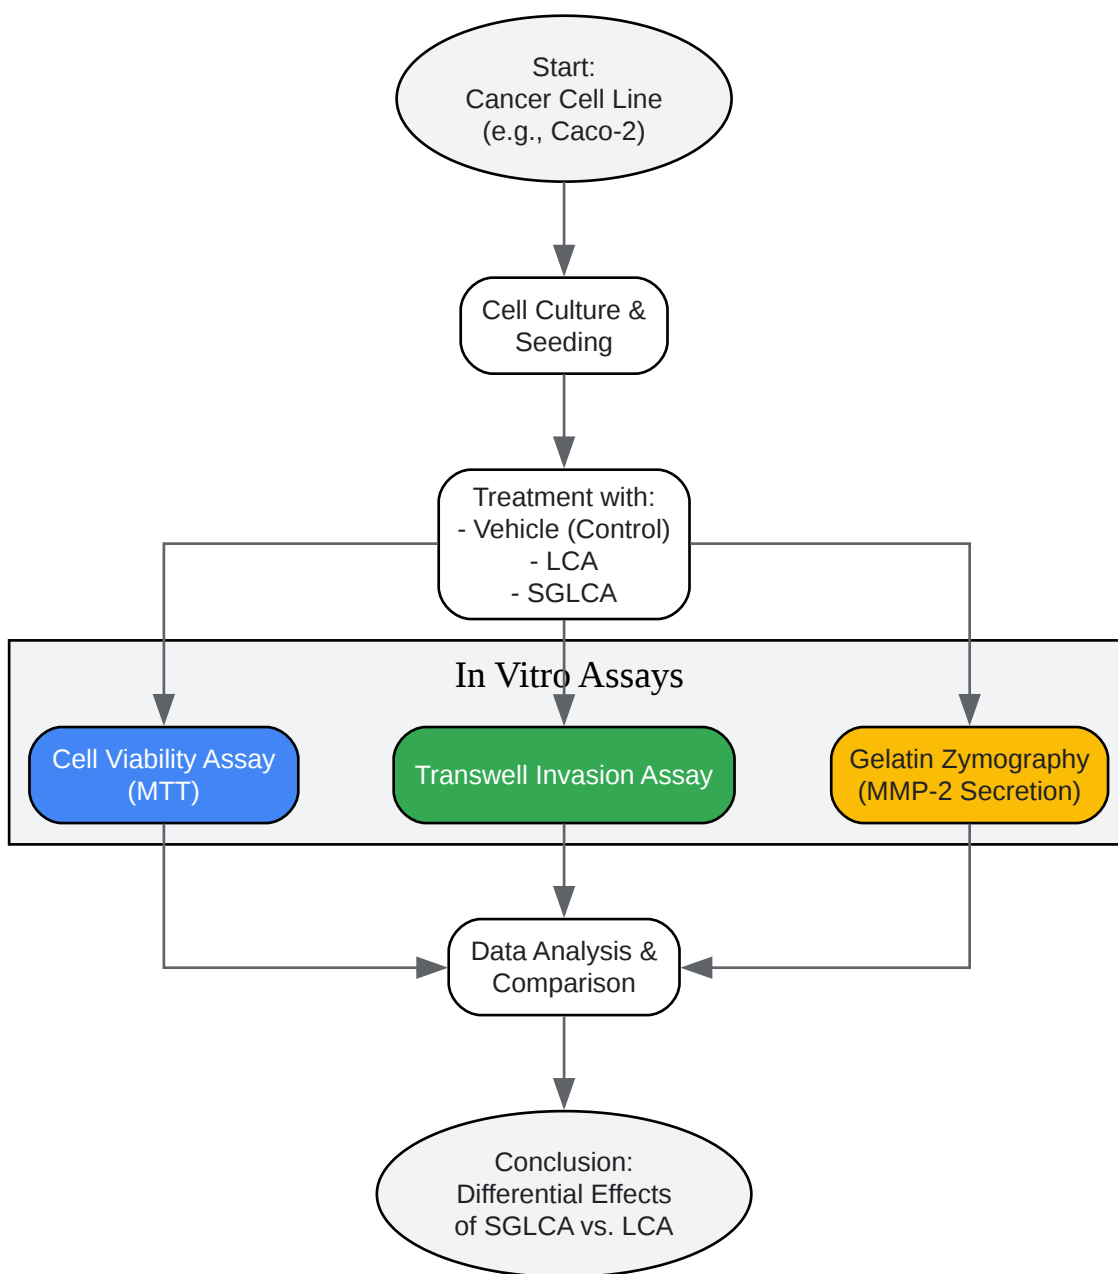 Start:
Cancer Cell Line
(e.g., Caco-2)
Cell Culture &
Seeding
Treatment with:
- Vehicle (Control)
- LCA
- SGLCA
In Vitro Assays
Cell Viability Assay
(MTT)
Transwell Invasion Assay
Gelatin Zymography
(MMP-2 Secretion)
Data Analysis &
Comparison
Conclusion:
Differential Effects
of SGLCA vs. LCA